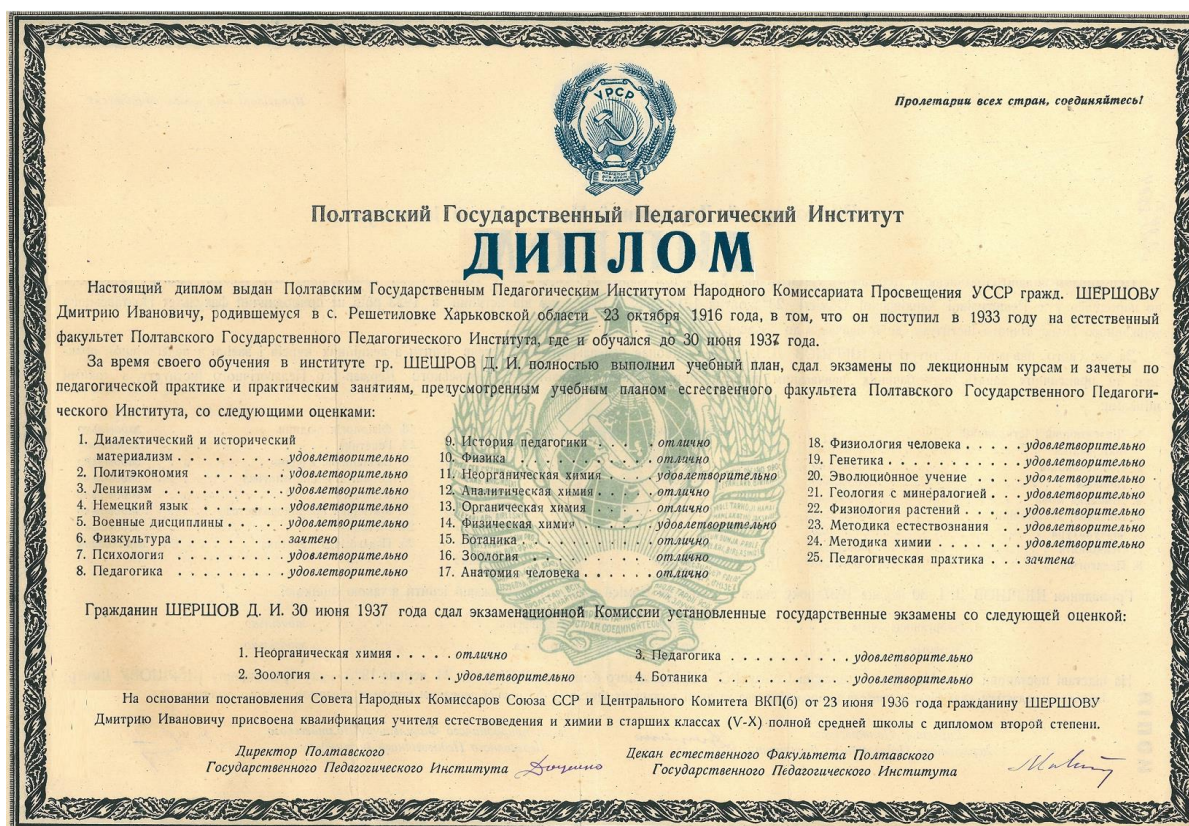 УРСР
Пролетарии всех стран, соединяйтесь!
Полтавский Государственный Педагогический Институт
ДИПЛОМ
Настоящий диплом выдан Полтавским Государственным Педагогическим Институтом Народного Комиссариата Просвещения УССР гражд. ШЕРШОВУ
Дмитрию Ивановичу, родившемуся в с. Решетиловке Харьковской области 23 октября 1916 года, в том, что он поступил в 1933 году на естественный
факультет Полтавского Государственного Педагогического Института, где и обучался до 30 июня 1937 года.
За время своего обучения в институте гр. ШЕШРОВ Д. И. полностью выполнил учебный план, сдал экзамены по лекционным курсам и зачеты по
педагогической практике и практическим занятиям, предусмотренным учебным планом естественного факультета Полтавского Государственного Педагоги-
ческого Института, со следующими оценками:
1. Диалектический и исторический
материализм . . . . . . . . . . удовлетворительно
2. Политэкономия . . . . . . . . . удовлетворительно
3. Ленинизм . . . . . . . . . . . удовлетворительно
4. Немецкий язык . . . . . . . . . удовлетворительно
5. Военные дисциплины . . . . . удовлетворительно
6. Физкультура . . . . . . . . . . зачтено
7. Психология . . . . . . . . . . удовлетворительно
8. Педагогика . . . . . . . . . . удовлетворительно
9. История педагогики . . . . . отлично
10. Физика . . . . . . . . . . . отлично
11. Неорганическая химия . . . . удовлетворительно
12. Аналитическая химия . . . . отлично
13. Органическая химия . . . . . отлично
14. Физическая химия . . . . . удовлетворительно
15. Ботаника . . . . . . . . . . отлично
16. Зоология . . . . . . . . . . отлично
17. Анатомия человека . . . . . . отлично
18. Физиология человека . . . . . удовлетворительно
19. Генетика . . . . . . . . . . . удовлетворительно
20. Эволюционное учение . . . . удовлетворительно
21. Геология с минералогией . . . . удовлетворительно
22. Физиология растений . . . . . удовлетворительно
23. Методика естествознания . . . удовлетворительно
24. Методика химии . . . . . . . удовлетворительно
25. Педагогическая практика . . . зачтена
Гражданин ШЕРШОВ Д. И. 30 июня 1937 года сдал экзаменационной Комиссии установленные государственные экзамены со следующей оценкой:
1. Неорганическая химия . . . . . отлично
2. Зоология . . . . . . . . . . . удовлетворительно
3. Педагогика . . . . . . . . . . удовлетворительно
4. Ботаника . . . . . . . . . . . удовлетворительно
На основании постановления Совета Народных Комиссаров Союза ССР и Центрального Комитета ВКП(б) от 23 июня 1936 года гражданину ШЕРШОВУ
Дмитрию Ивановичу присвоена квалификация учителя естествоведения и химии в старших классах (V-X) полной средней школы с дипломом второй степени.
Директор Полтавского
Государственного Педагогического Института
Декан естественного Факультета Полтавского
Государственного Педагогического Института